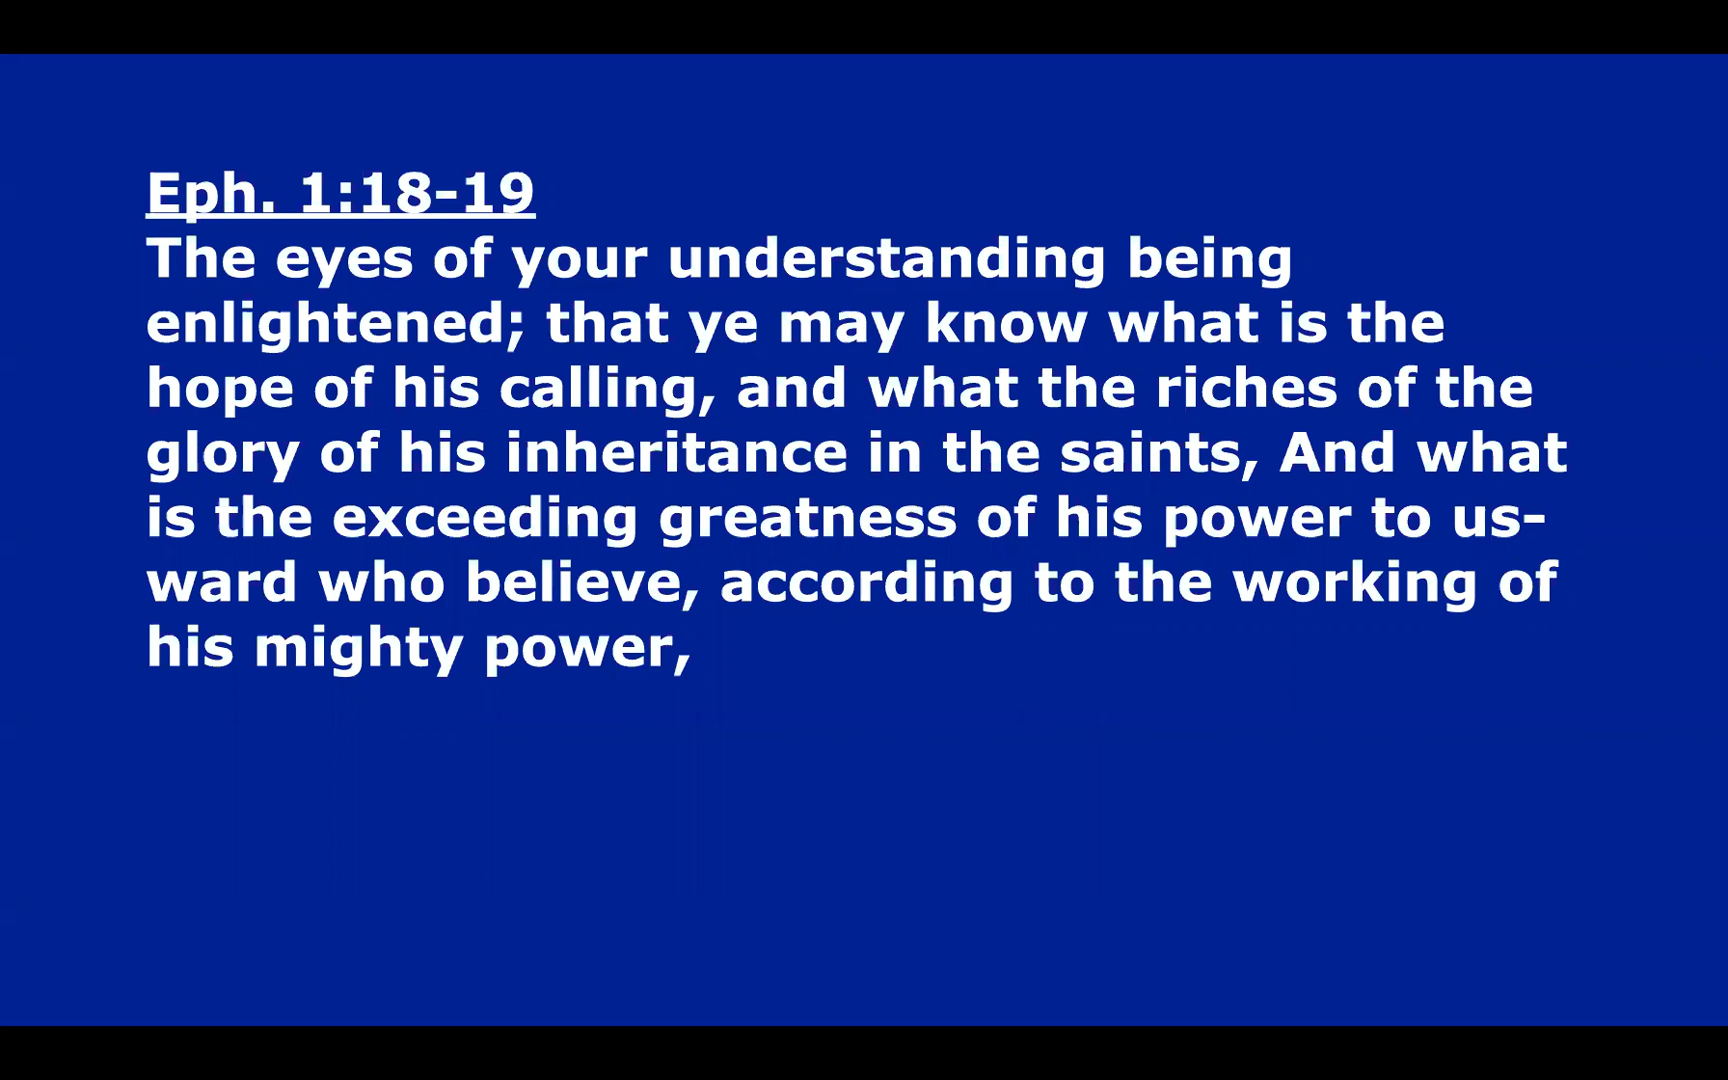 Eph. 1:18-19
The eyes of your understanding being
enlightened; that ye may know what is the
hope of his calling, and what the riches of the
glory of his inheritance in the saints, And what
is the exceeding greatness of his power to us-
ward who believe, according to the working of
his mighty power,